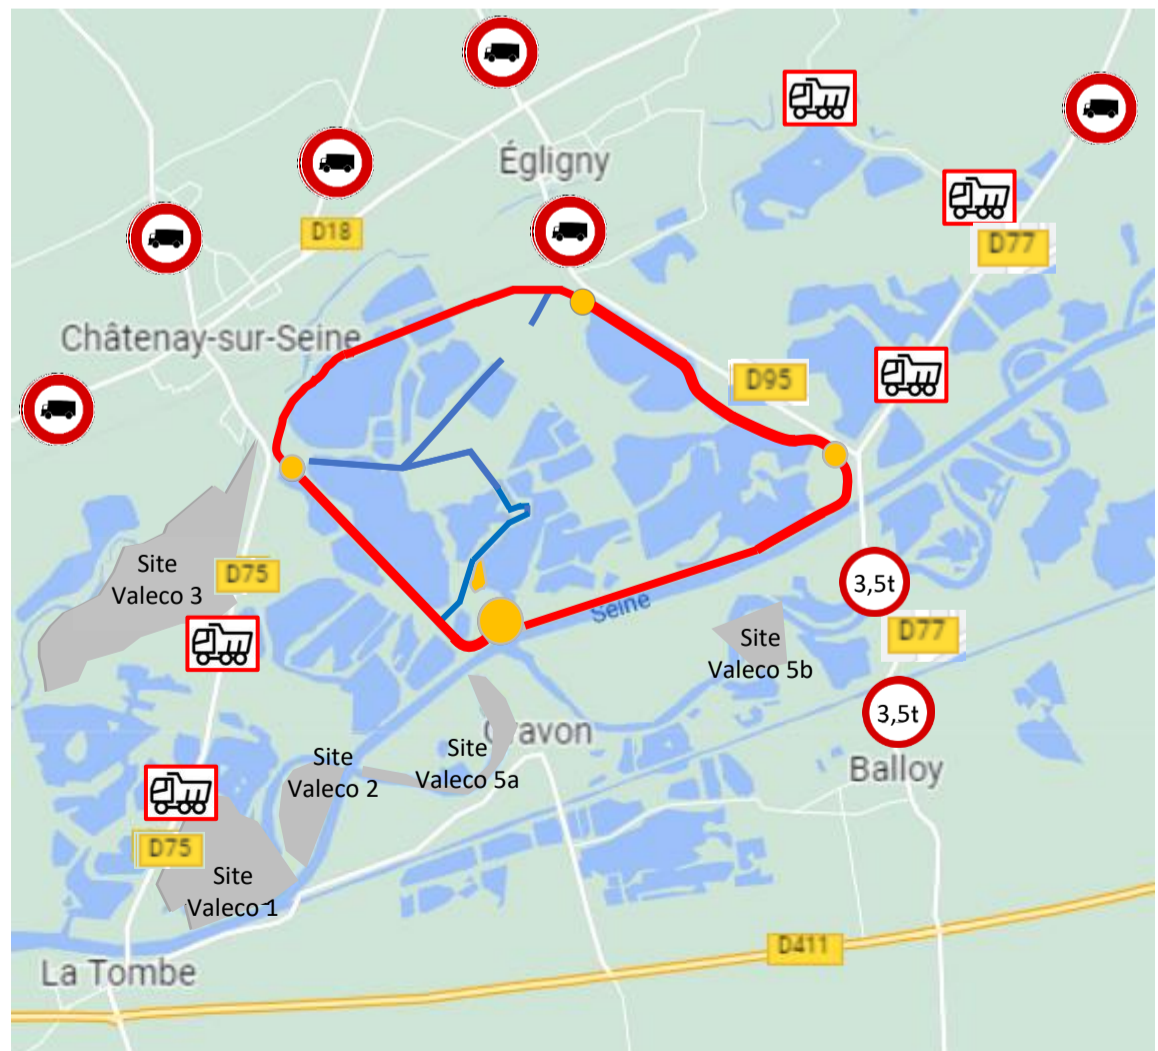 Égligny
D18
D77
Châtenay-sur-Seine
D95
Site
Valeco 3
D75
3,5t
Seine
D77
Site
Valeco 5b
3,5t
Gravon
Site
Valeco 5a
Site
Valeco 2
Balloy
D75
Site
Valeco 1
D411
La Tombe